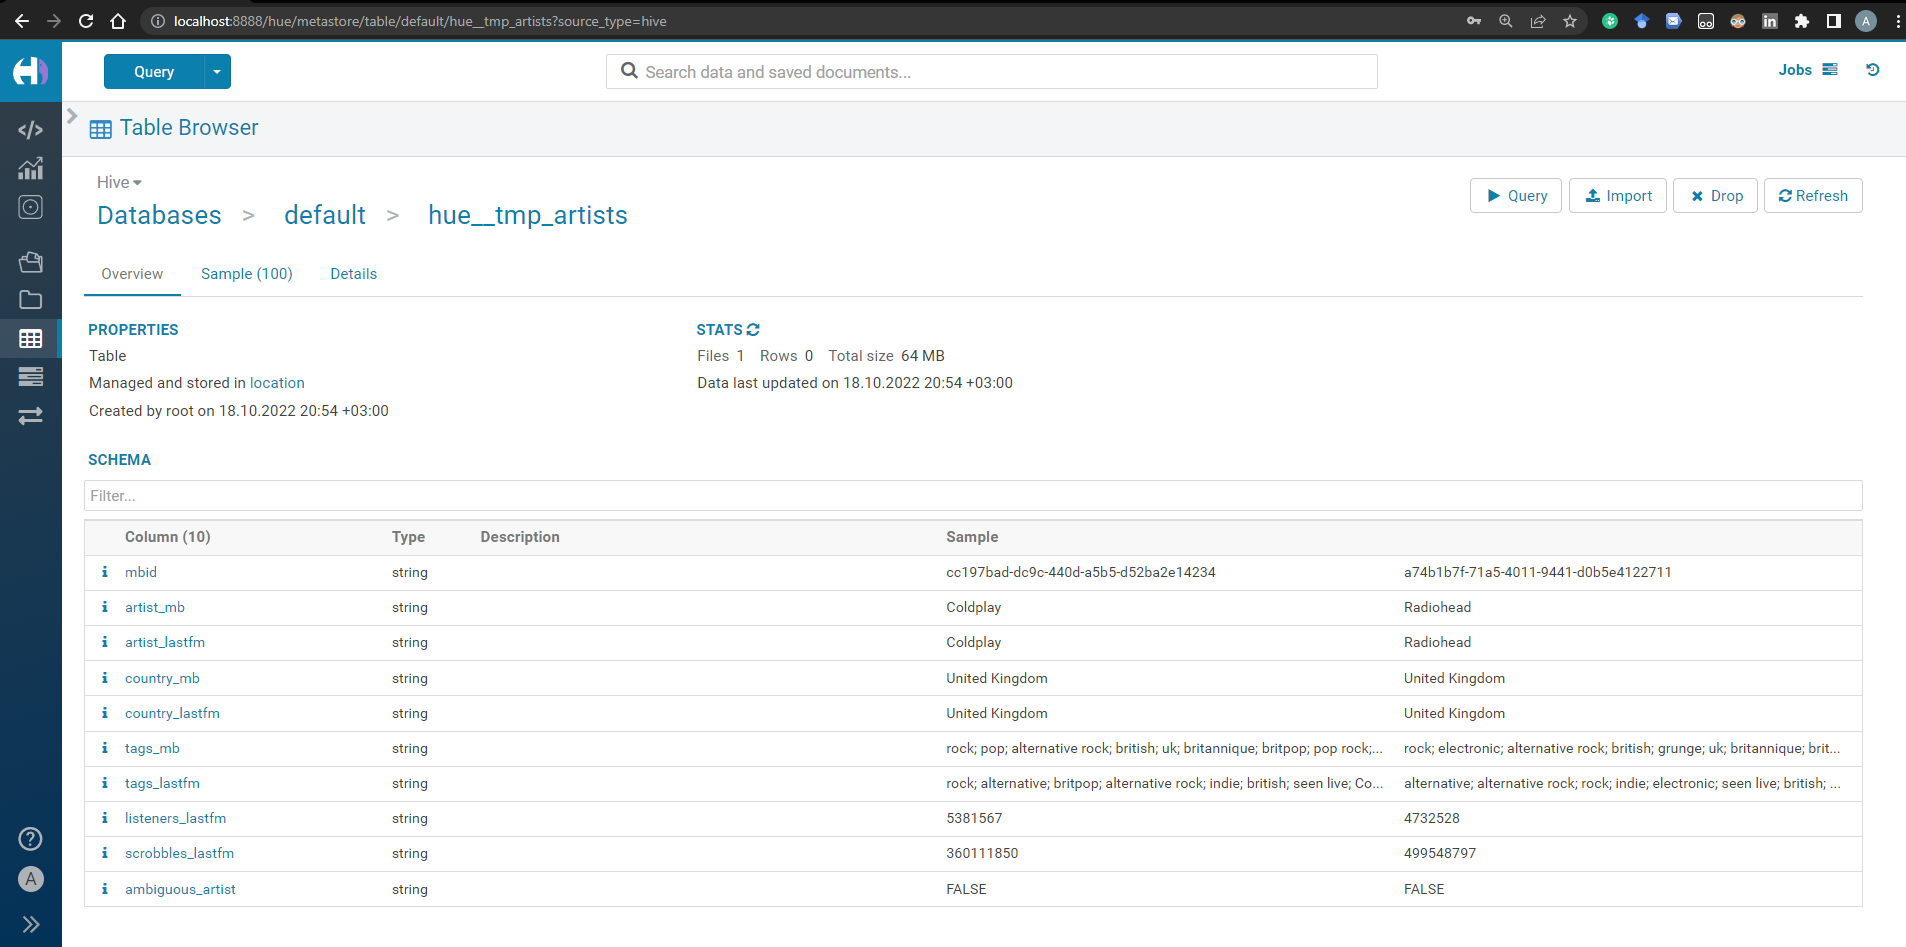 localhost:8888/hue/metastore/table/default/hue__tmp_artists?source_type=hive
A
Query
Search data and saved documents...
Jobs
Table Browser
Hive
Databases > default > hue__tmp_artists
Query Import Drop Refresh
Overview Sample (100) Details
PROPERTIES
Table
Managed and stored in location
Created by root on 18.10.2022 20:54 +03:00
STATS
Files 1 Rows 0 Total size 64 MB
Data last updated on 18.10.2022 20:54 +03:00
SCHEMA
Filter...
Column (10) Type Description Sample
mbid string cc197bad-dc9c-440d-a5b5-d52ba2e14234 a74b1b7f-71a5-4011-9441-d0b5e4122711
artist_mb string Coldplay Radiohead
artist_lastfm string Coldplay Radiohead
country_mb string United Kingdom United Kingdom
country_lastfm string United Kingdom United Kingdom
tags_mb string rock; pop; alternative rock; british; uk; britannique; britpop; pop rock;... rock; electronic; alternative rock; british; grunge; uk; britannique; brit...
tags_lastfm string rock; alternative; britpop; alternative rock; indie; british; seen live; Co... alternative; alternative rock; rock; indie; electronic; seen live; british; ...
listeners_lastfm string 5381567 4732528
scrobbles_lastfm string 360111850 499548797
ambiguous_artist string FALSE FALSE
A